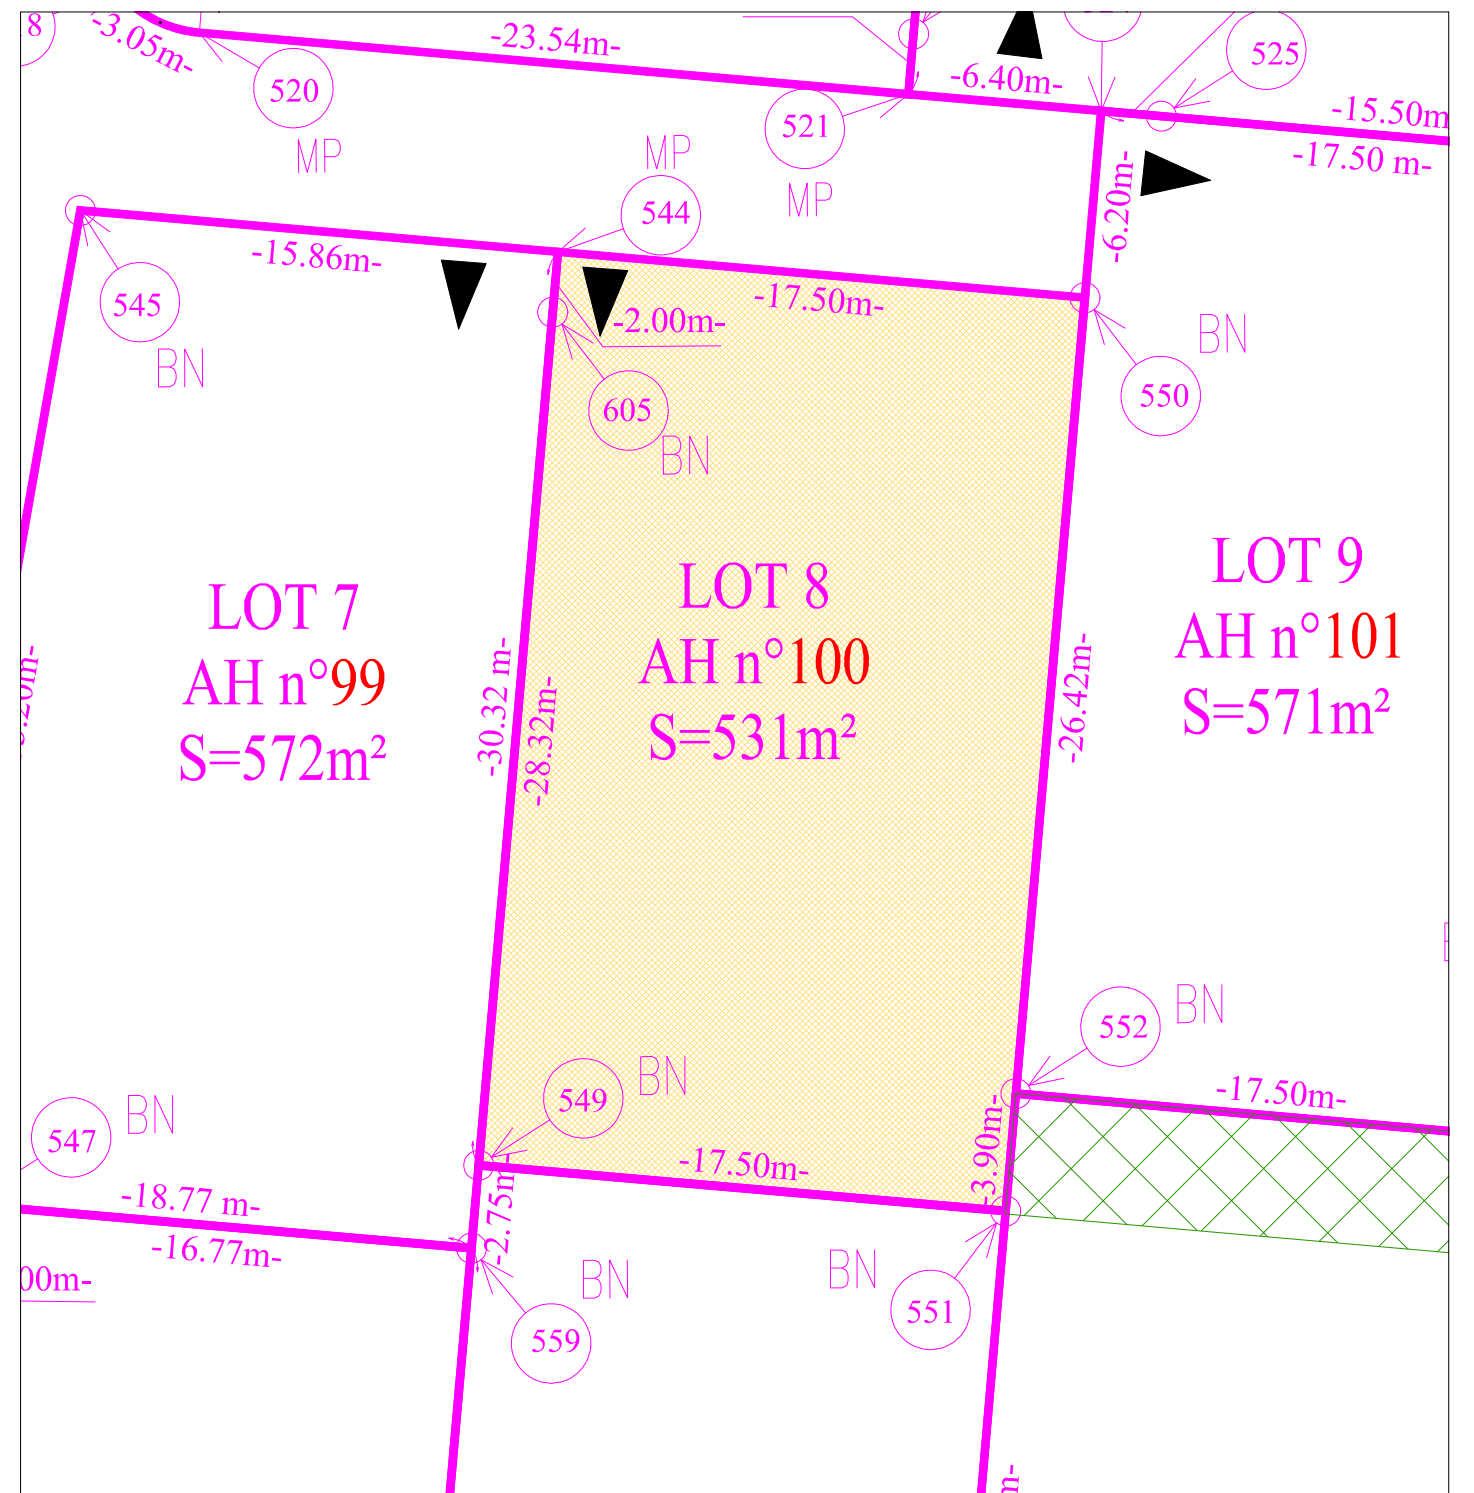 8
-3.05m-
-23.54m-
520
MP
521
MP
-6.40m-
525
-15.50m
-17.50 m-
-6.20m-
MP
544
-15.86m-
-17.50m-
-2.00m-
545
BN
605
BN
BN
550
LOT 7
AH n°99
S=572m²
LOT 8
AH n°100
S=531m²
LOT 9
AH n°101
S=571m²
-30.32 m-
-28.32m-
-26.42m-
.20m-
552
BN
-17.50m-
549
BN
547
BN
-17.50m-
-3.90m-
-2.75m-
-18.77 m-
-16.77m-
00m-
BN
559
BN
551
m-